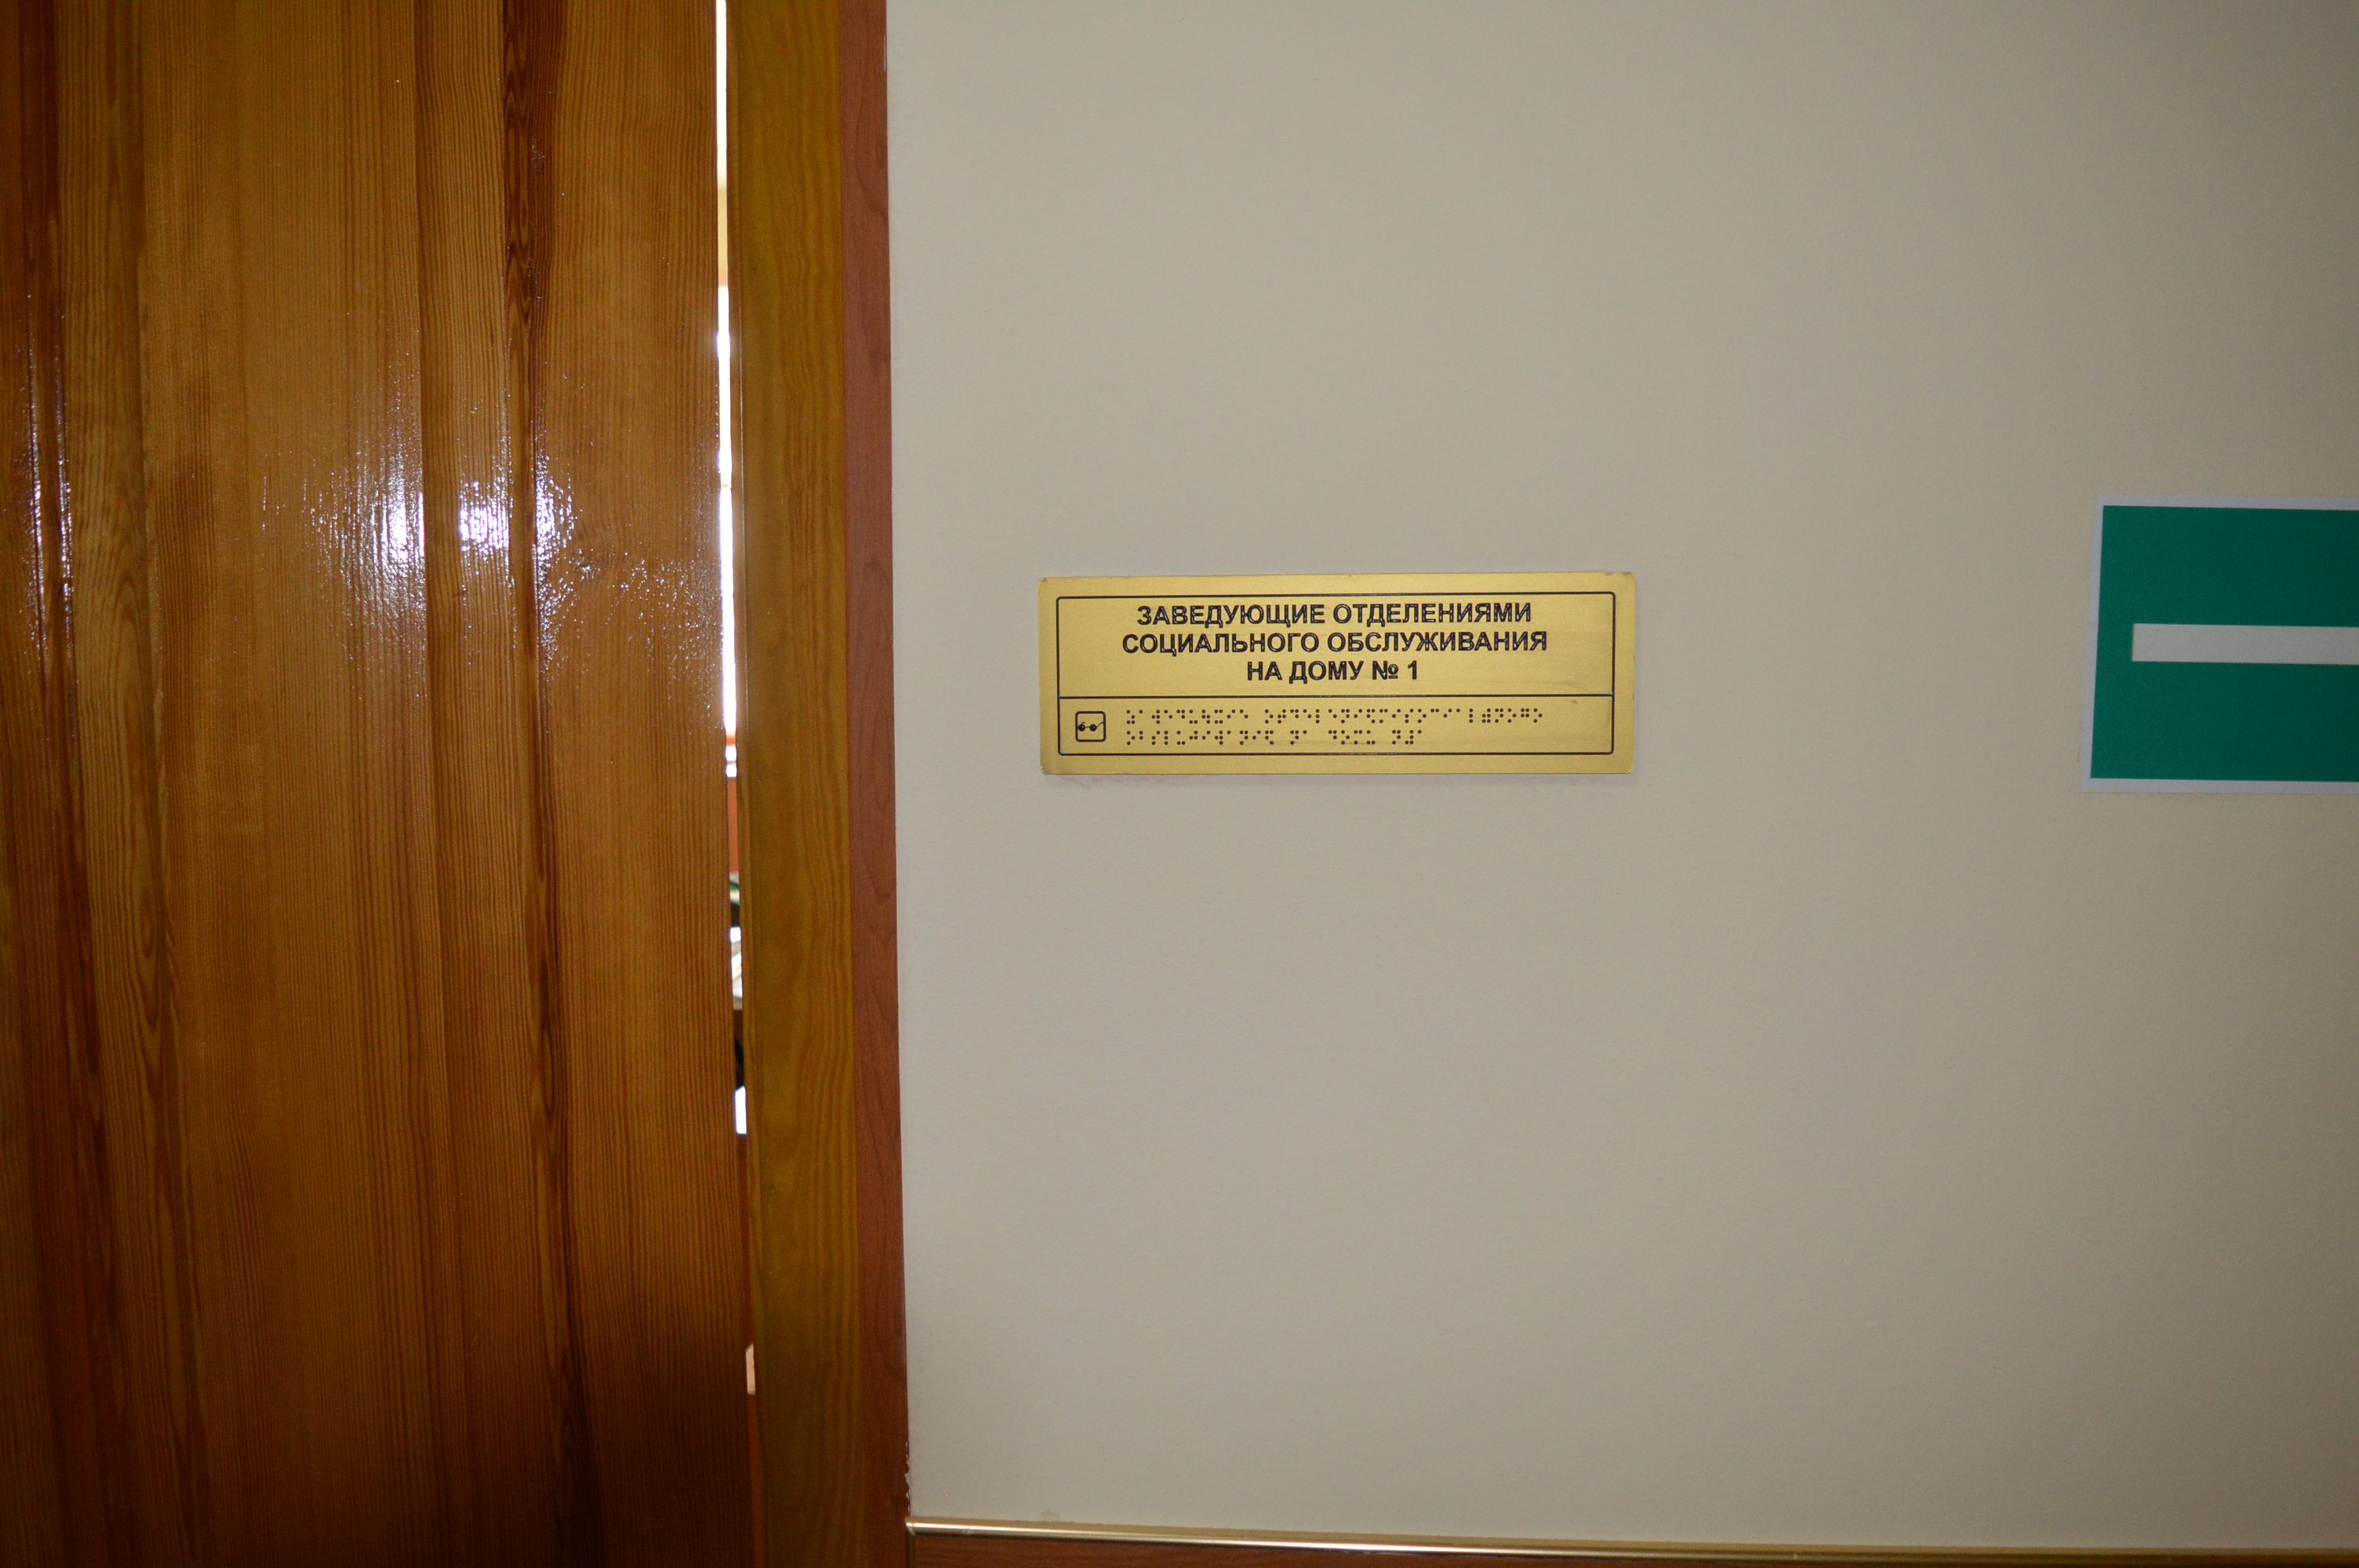 ЗАВЕДУЮЩИЕ ОТДЕЛЕНИЯМИ
СОЦИАЛЬНОГО ОБСЛУЖИВАНИЯ
НА ДОМУ № 1